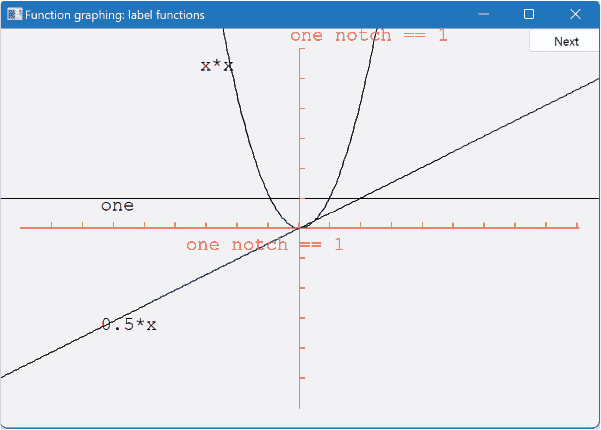 Function graphing: label functions
one notch == 1
Next
x*x
one
one notch == 1
0.5*x